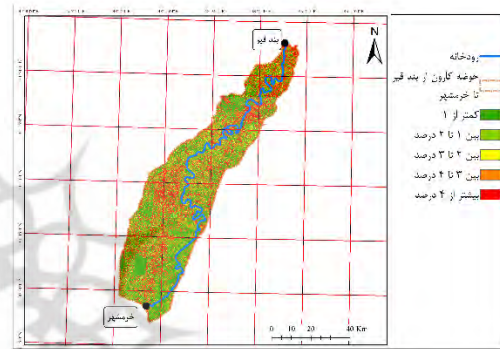 بند قیر
N
رودخانه
حوضه کارون از بند قیر
تا خرمشهر
کمتر از ۱
بین ۱ تا ۲ درصد
بین ۲ تا ۳ درصد
بین ۳ تا ۴ درصد
بیشتر از ۴ درصد
خرمشهر
0 5 10 20 30 40 Km